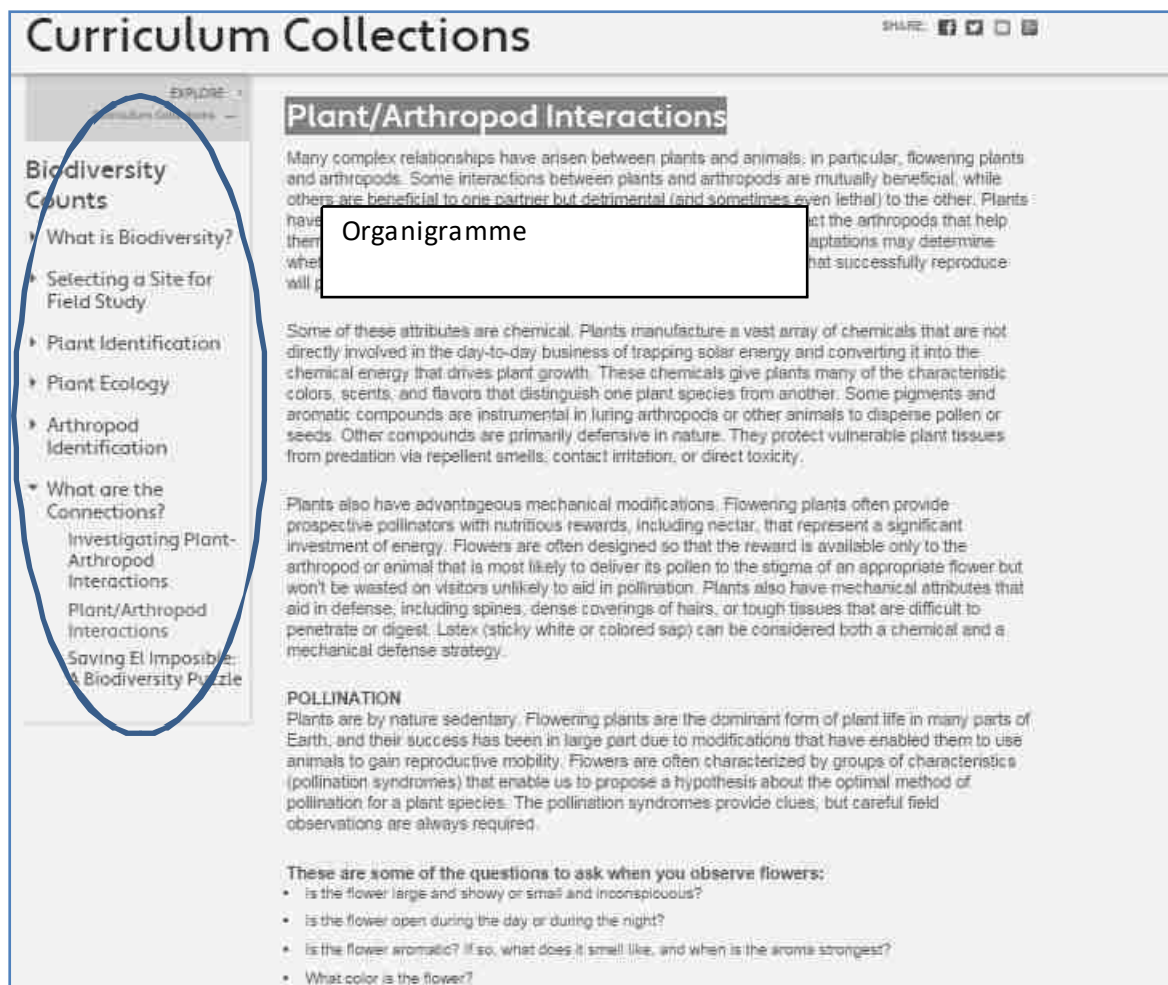 Curriculum Collections
SHARE:
EXPLORE
Curriculum Collections
Biodiversity
Counts
What is Biodiversity?
Selecting a Site for
Field Study
Plant Identification
Plant Ecology
Arthropod
Identification
What are the
Connections?
Investigating Plant-
Arthropod
Interactions
Plant/Arthropod
Interactions
Saving El Imposible:
A Biodiversity Puzzle
Plant/Arthropod Interactions
Many complex relationships have arisen between plants and animals, in particular, flowering plants
and arthropods. Some interactions between plants and arthropods are mutually beneficial, while
others are beneficial to one partner but detrimental (and sometimes even lethal) to the other. Plants
have act the arthropods that help
them aptations may determine
whet hat successfully reproduce
will p
Organigramme
Some of these attributes are chemical. Plants manufacture a vast array of chemicals that are not
directly involved in the day-to-day business of trapping solar energy and converting it into the
chemical energy that drives plant growth. These chemicals give plants many of the characteristic
colors, scents, and flavors that distinguish one plant species from another. Some pigments and
aromatic compounds are instrumental in luring arthropods or other animals to disperse pollen or
seeds. Other compounds are primarily defensive in nature. They protect vulnerable plant tissues
from predation via repellent smells, contact irritation, or direct toxicity.
Plants also have advantageous mechanical modifications. Flowering plants often provide
prospective pollinators with nutritious rewards, including nectar, that represent a significant
investment of energy. Flowers are often designed so that the reward is available only to the
arthropod or animal that is most likely to deliver its pollen to the stigma of an appropriate flower but
won't be wasted on visitors unlikely to aid in pollination. Plants also have mechanical attributes that
aid in defense, including spines, dense coverings of hairs, or tough tissues that are difficult to
penetrate or digest. Latex (sticky white or colored sap) can be considered both a chemical and a
mechanical defense strategy.
POLLINATION
Plants are by nature sedentary. Flowering plants are the dominant form of plant life in many parts of
Earth, and their success has been in large part due to modifications that have enabled them to use
animals to gain reproductive mobility. Flowers are often characterized by groups of characteristics
(pollination syndromes) that enable us to propose a hypothesis about the optimal method of
pollination for a plant species. The pollination syndromes provide clues, but careful field
observations are always required.
These are some of the questions to ask when you observe flowers:
• Is the flower large and showy or small and inconspicuous?
• Is the flower open during the day or during the night?
• Is the flower aromatic? If so, what does it smell like, and when is the aroma strongest?
• What color is the flower?